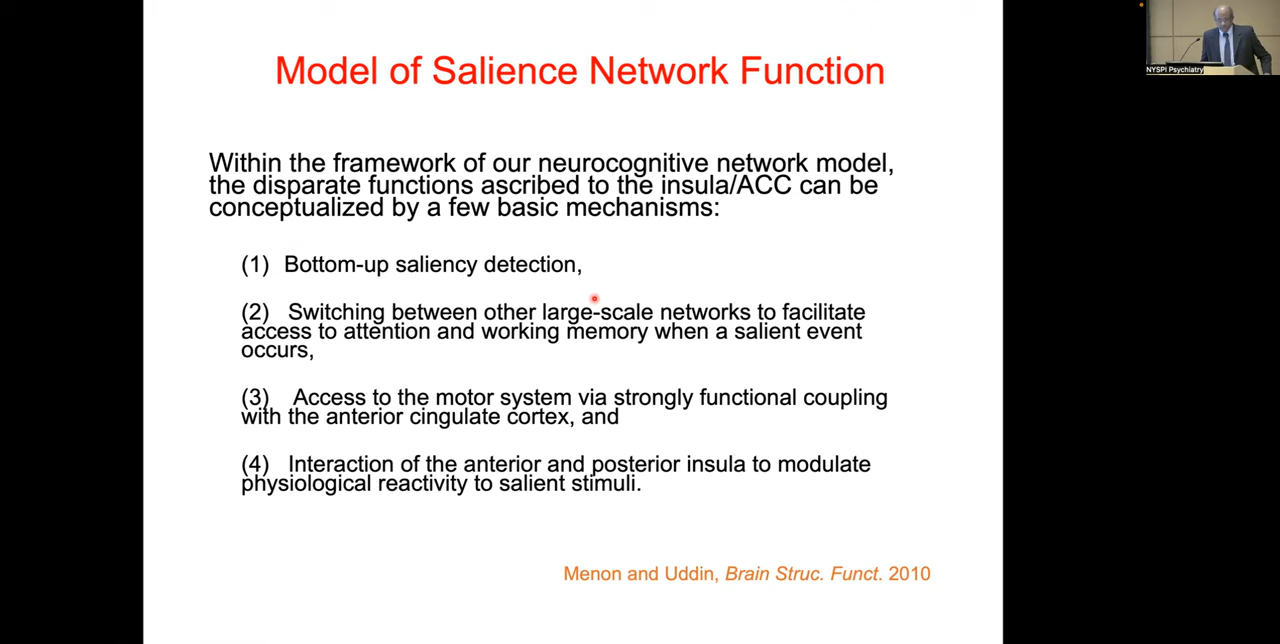 Model of Salience Network Function
Within the framework of our neurocognitive network model,
the disparate functions ascribed to the insula/ACC can be
conceptualized by a few basic mechanisms:
(1) Bottom-up saliency detection,
(2) Switching between other large-scale networks to facilitate
access to attention and working memory when a salient event
occurs,
(3) Access to the motor system via strongly functional coupling
with the anterior cingulate cortex, and
(4) Interaction of the anterior and posterior insula to modulate
physiological reactivity to salient stimuli.
Menon and Uddin, Brain Struc. Funct. 2010
NYSPI Psychiatry